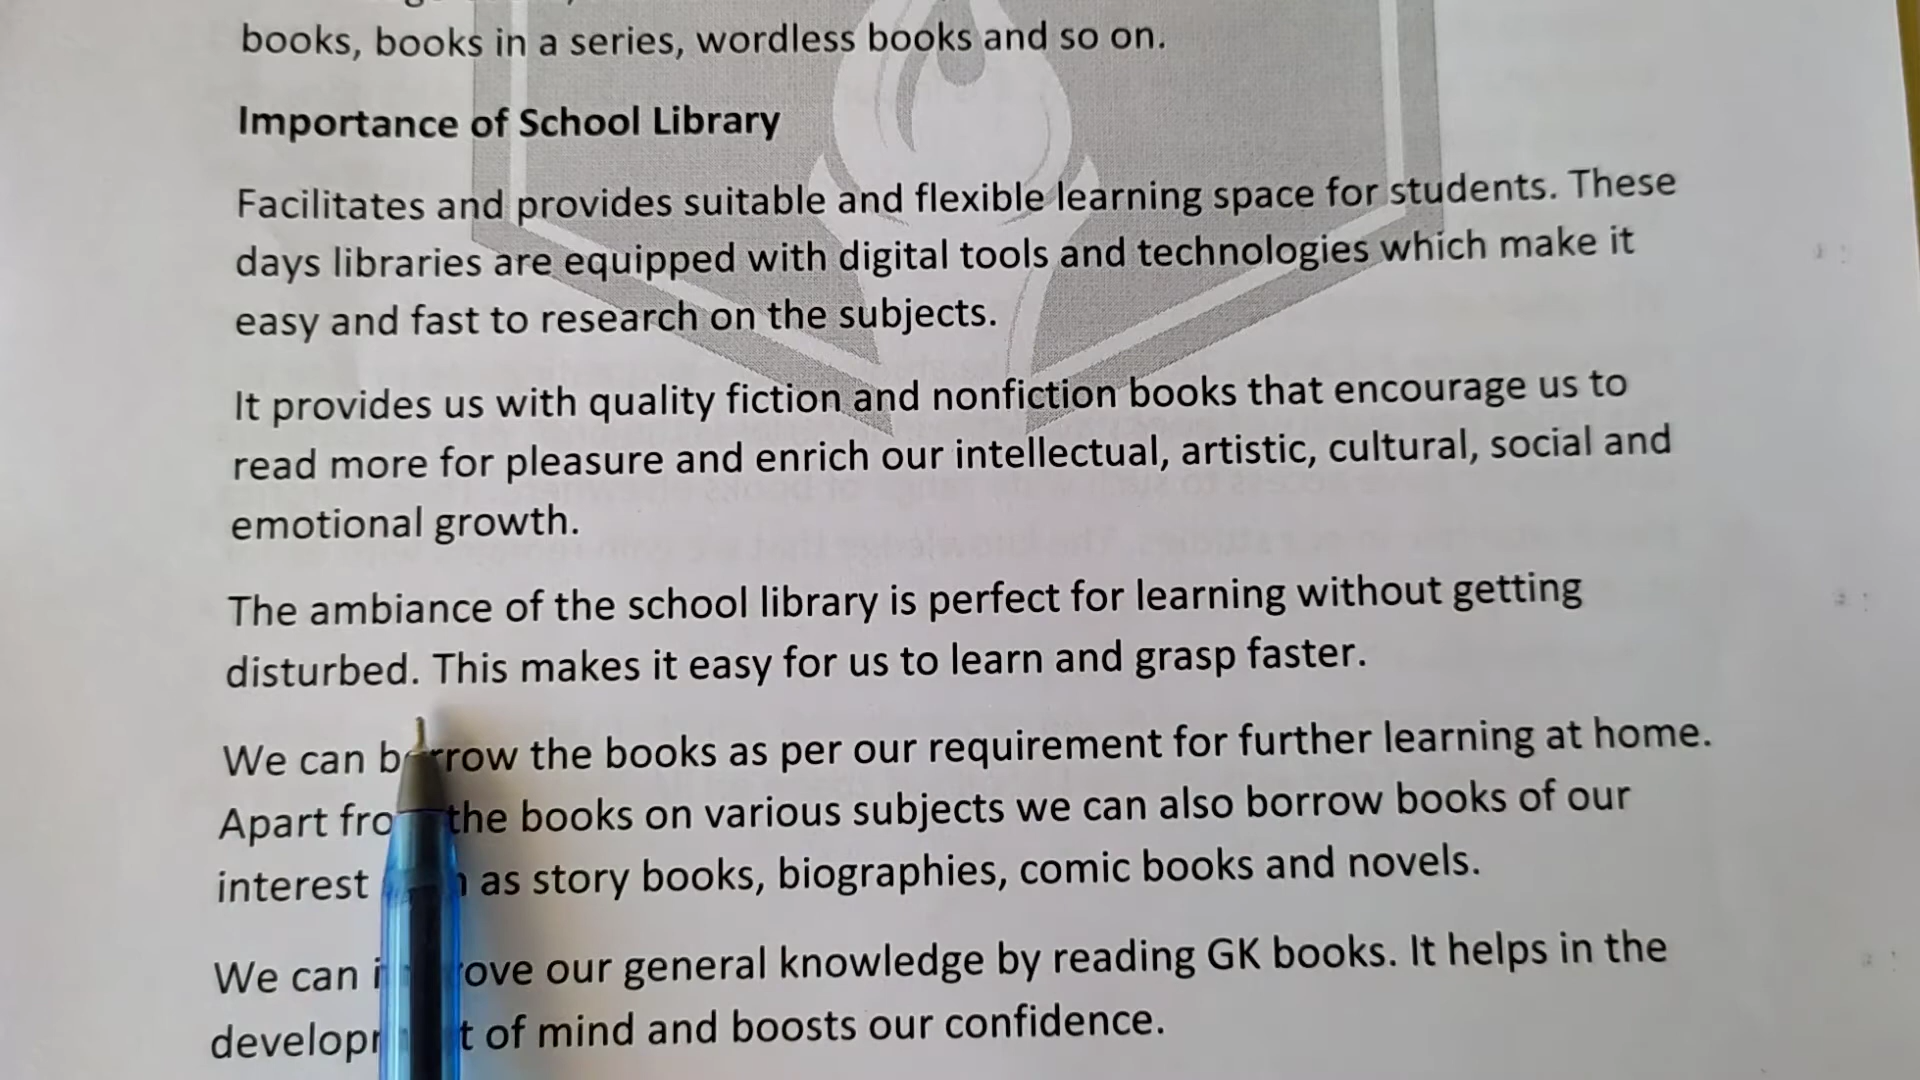 books, books in a series, wordless books and so on.
Importance of School Library
Facilitates and provides suitable and flexible learning space for students. These
days libraries are equipped with digital tools and technologies which make it
easy and fast to research on the subjects.
It provides us with quality fiction and nonfiction books that encourage us to
read more for pleasure and enrich our intellectual, artistic, cultural, social and
emotional growth.
The ambiance of the school library is perfect for learning without getting
disturbed. This makes it easy for us to learn and grasp faster.
We can borrow the books as per our requirement for further learning at home.
Apart from the books on various subjects we can also borrow books of our
interest as story books, biographies, comic books and novels.
We can our general knowledge by reading GK books. It helps in the
of mind and boosts our confidence.